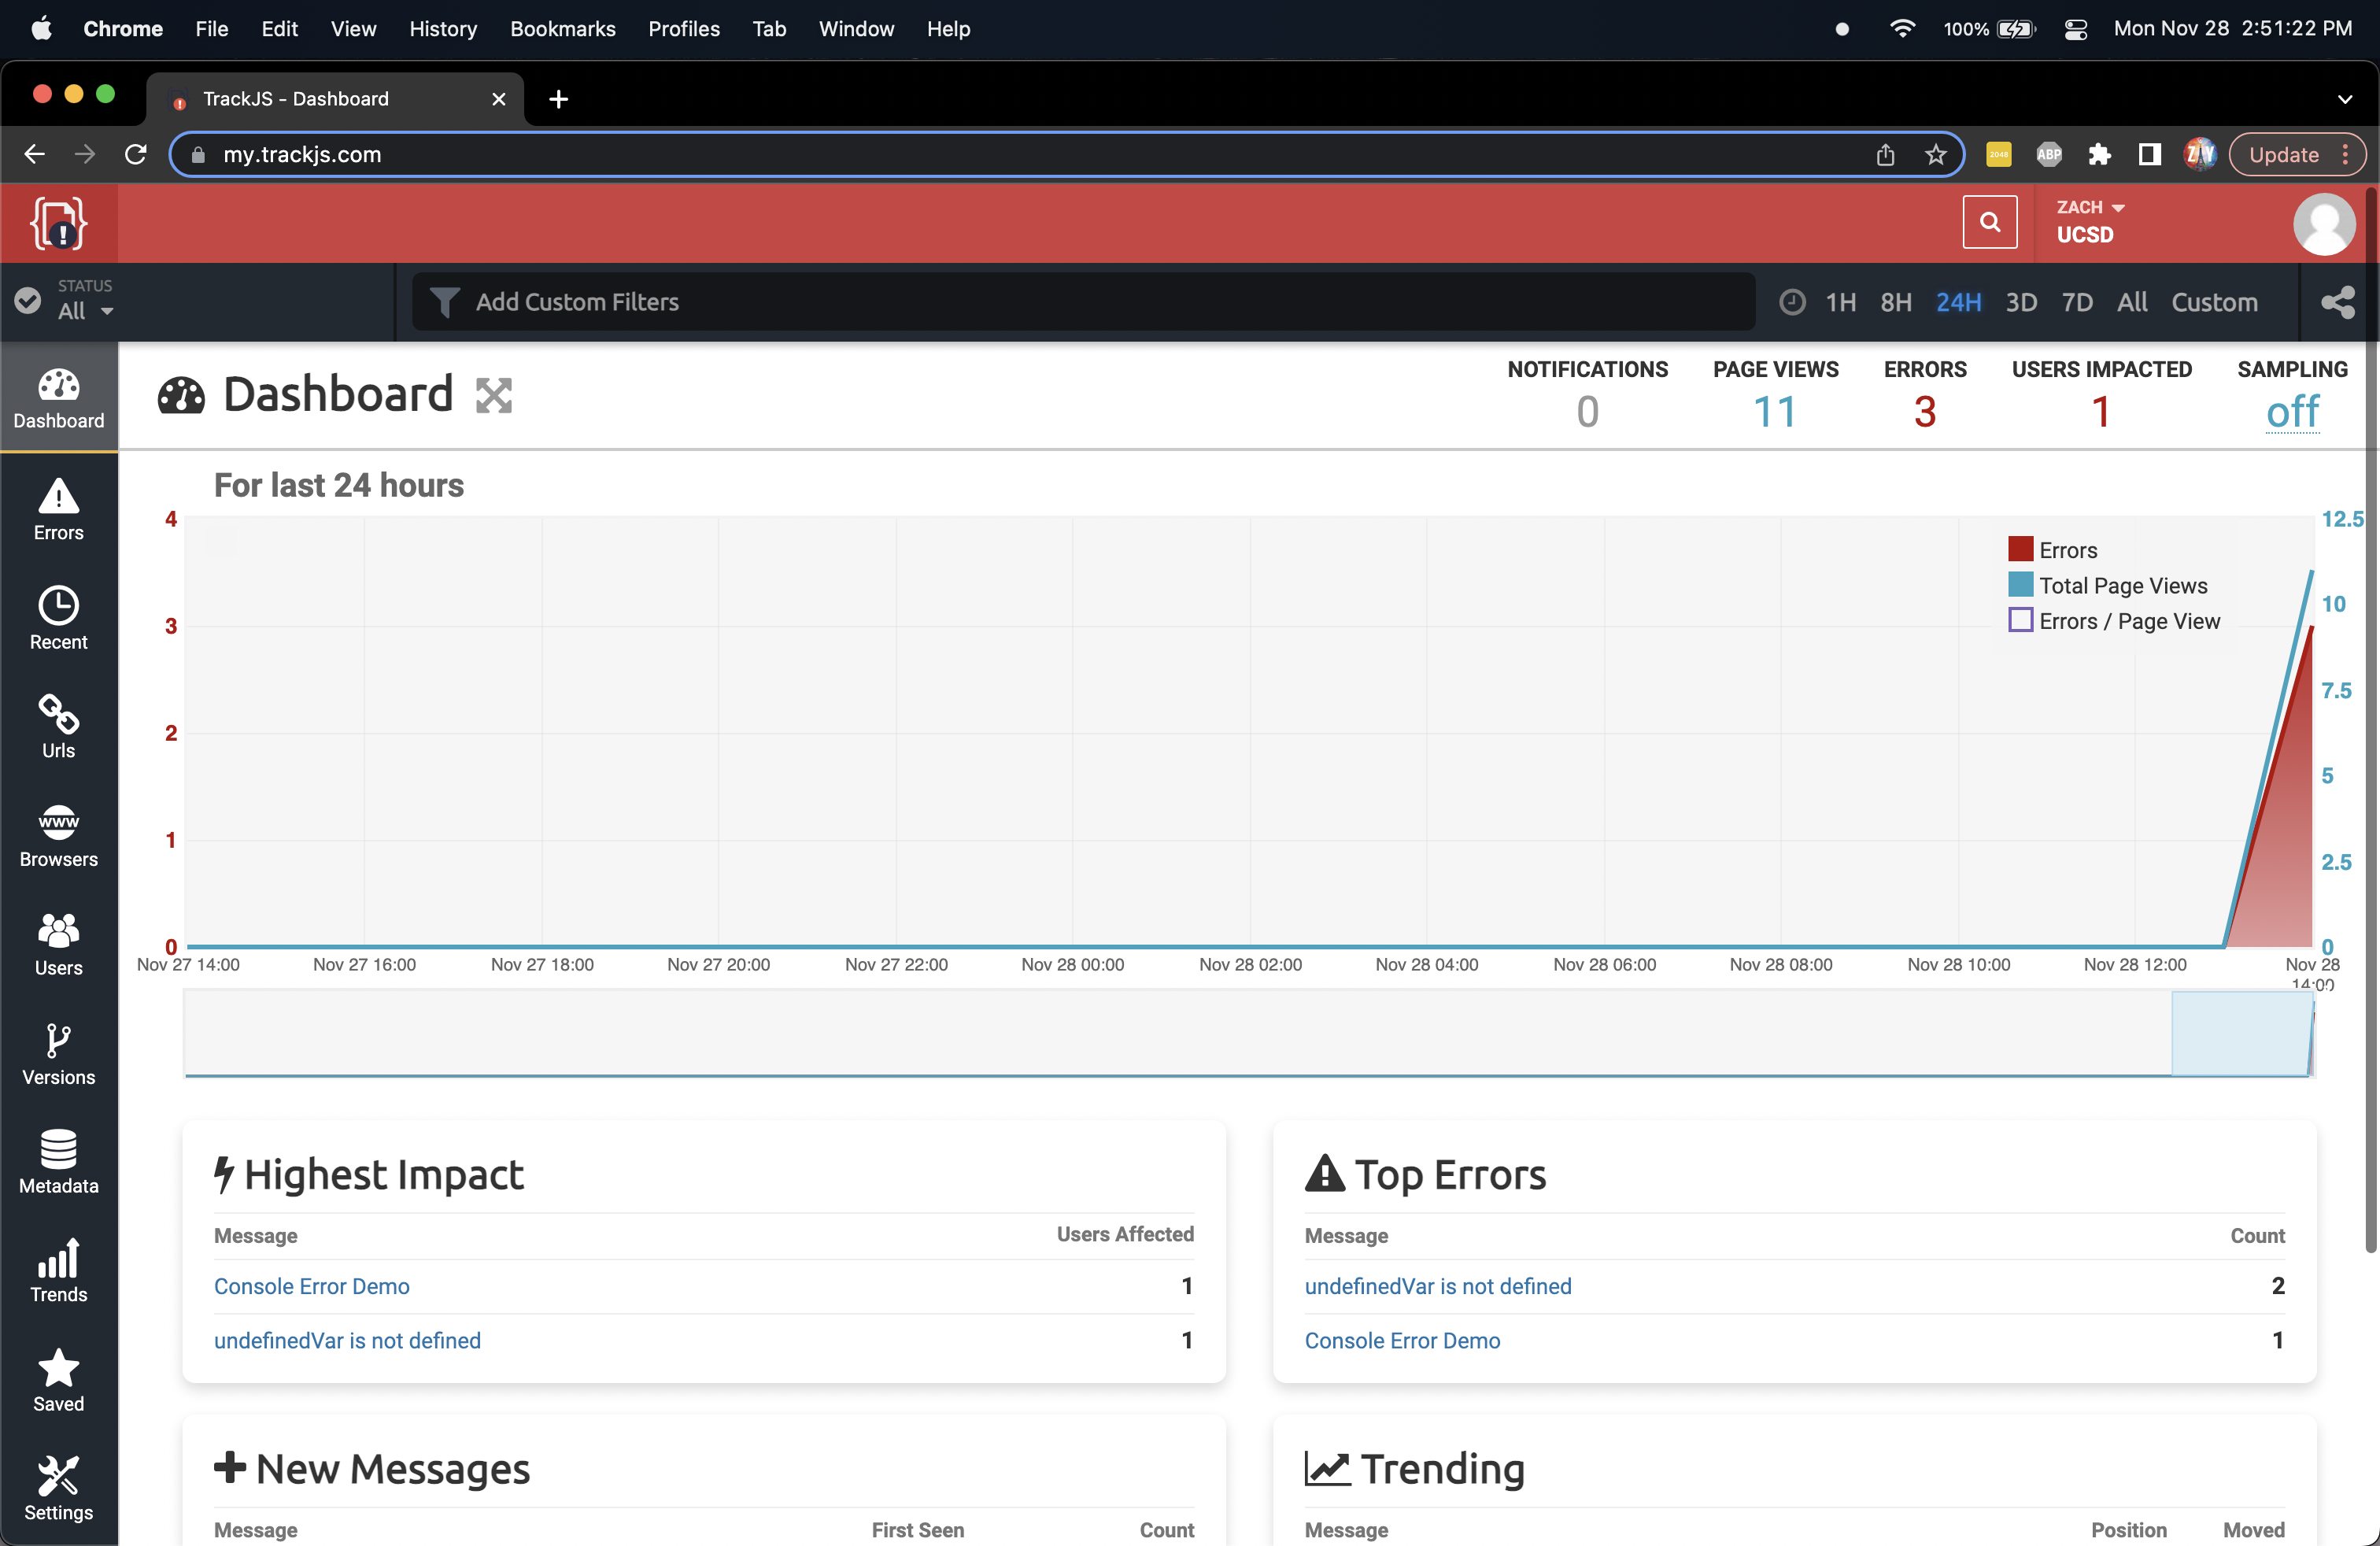 Chrome File Edit View History Bookmarks Profiles Tab Window Help 100% Mon Nov 28 2:51:22 PM
TrackJS - Dashboard
my.trackjs.com 2048 ABP Update
ZACH
UCSD
STATUS
All
Add Custom Filters 1H 8H 24H 3D 7D All Custom
Dashboard
Errors
Recent
Urls
WWW
Browsers
Users
Versions
Metadata
Trends
Saved
Settings
Dashboard
NOTIFICATIONS PAGE VIEWS ERRORS USERS IMPACTED SAMPLING
0 11 3 1 off
For last 24 hours
4
3
2
1
0
12.5
10
7.5
5
2.5
0
Errors
Total Page Views
Errors / Page View
Nov 27 14:00 Nov 27 16:00 Nov 27 18:00 Nov 27 20:00 Nov 27 22:00 Nov 28 00:00 Nov 28 02:00 Nov 28 04:00 Nov 28 06:00 Nov 28 08:00 Nov 28 10:00 Nov 28 12:00 Nov 28
14:00
Highest Impact
Message Users Affected
Console Error Demo 1
undefinedVar is not defined 1
Top Errors
Message Count
undefinedVar is not defined 2
Console Error Demo 1
New Messages
Message First Seen Count
Trending
Message Position Moved